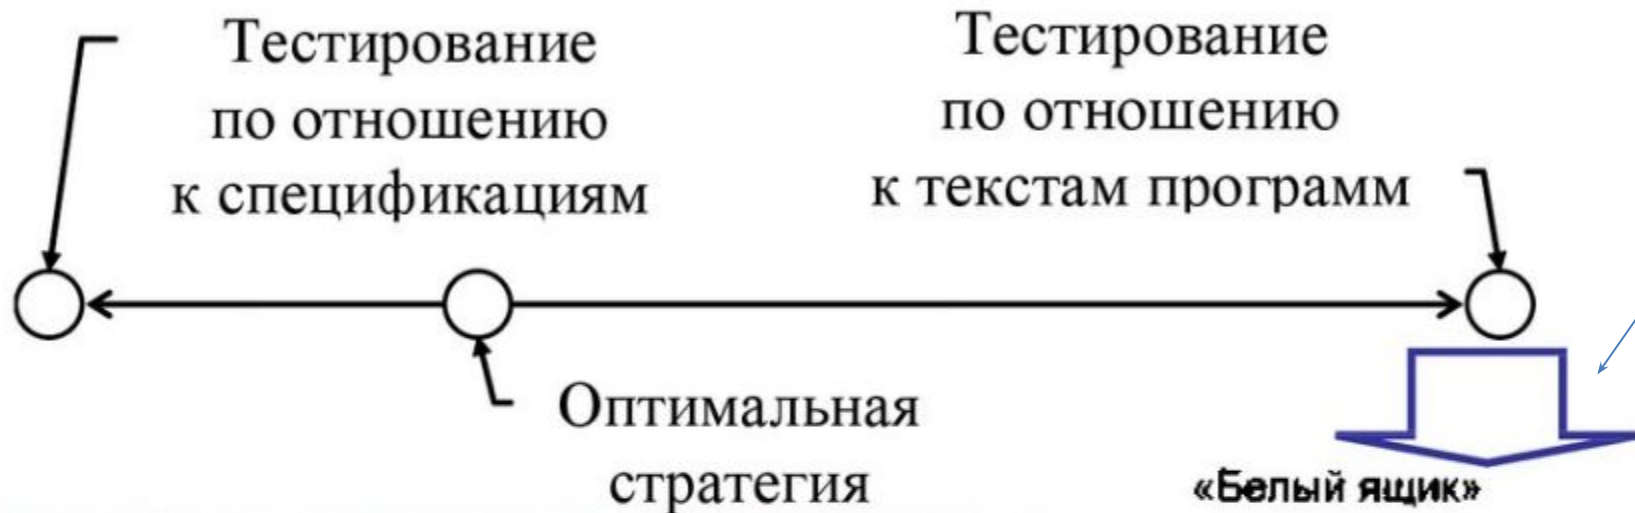 Тестирование
по отношению
к спецификациям
Тестирование
по отношению
к текстам программ
Оптимальная
стратегия
«Белый ящик»